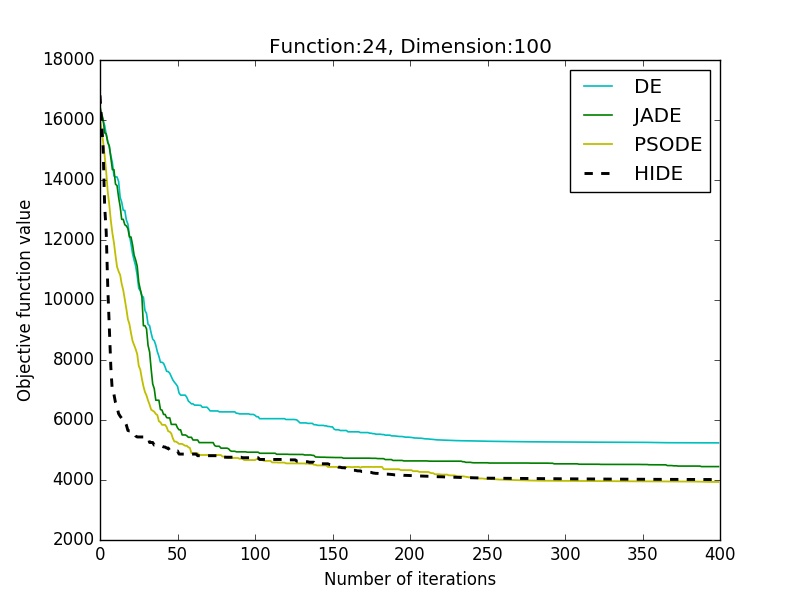 Function:24, Dimension:100
18000
16000
14000
12000
10000
8000
6000
4000
2000
Objective function value
DE
JADE
PSODE
HIDE
0 50 100 150 200 250 300 350 400
Number of iterations